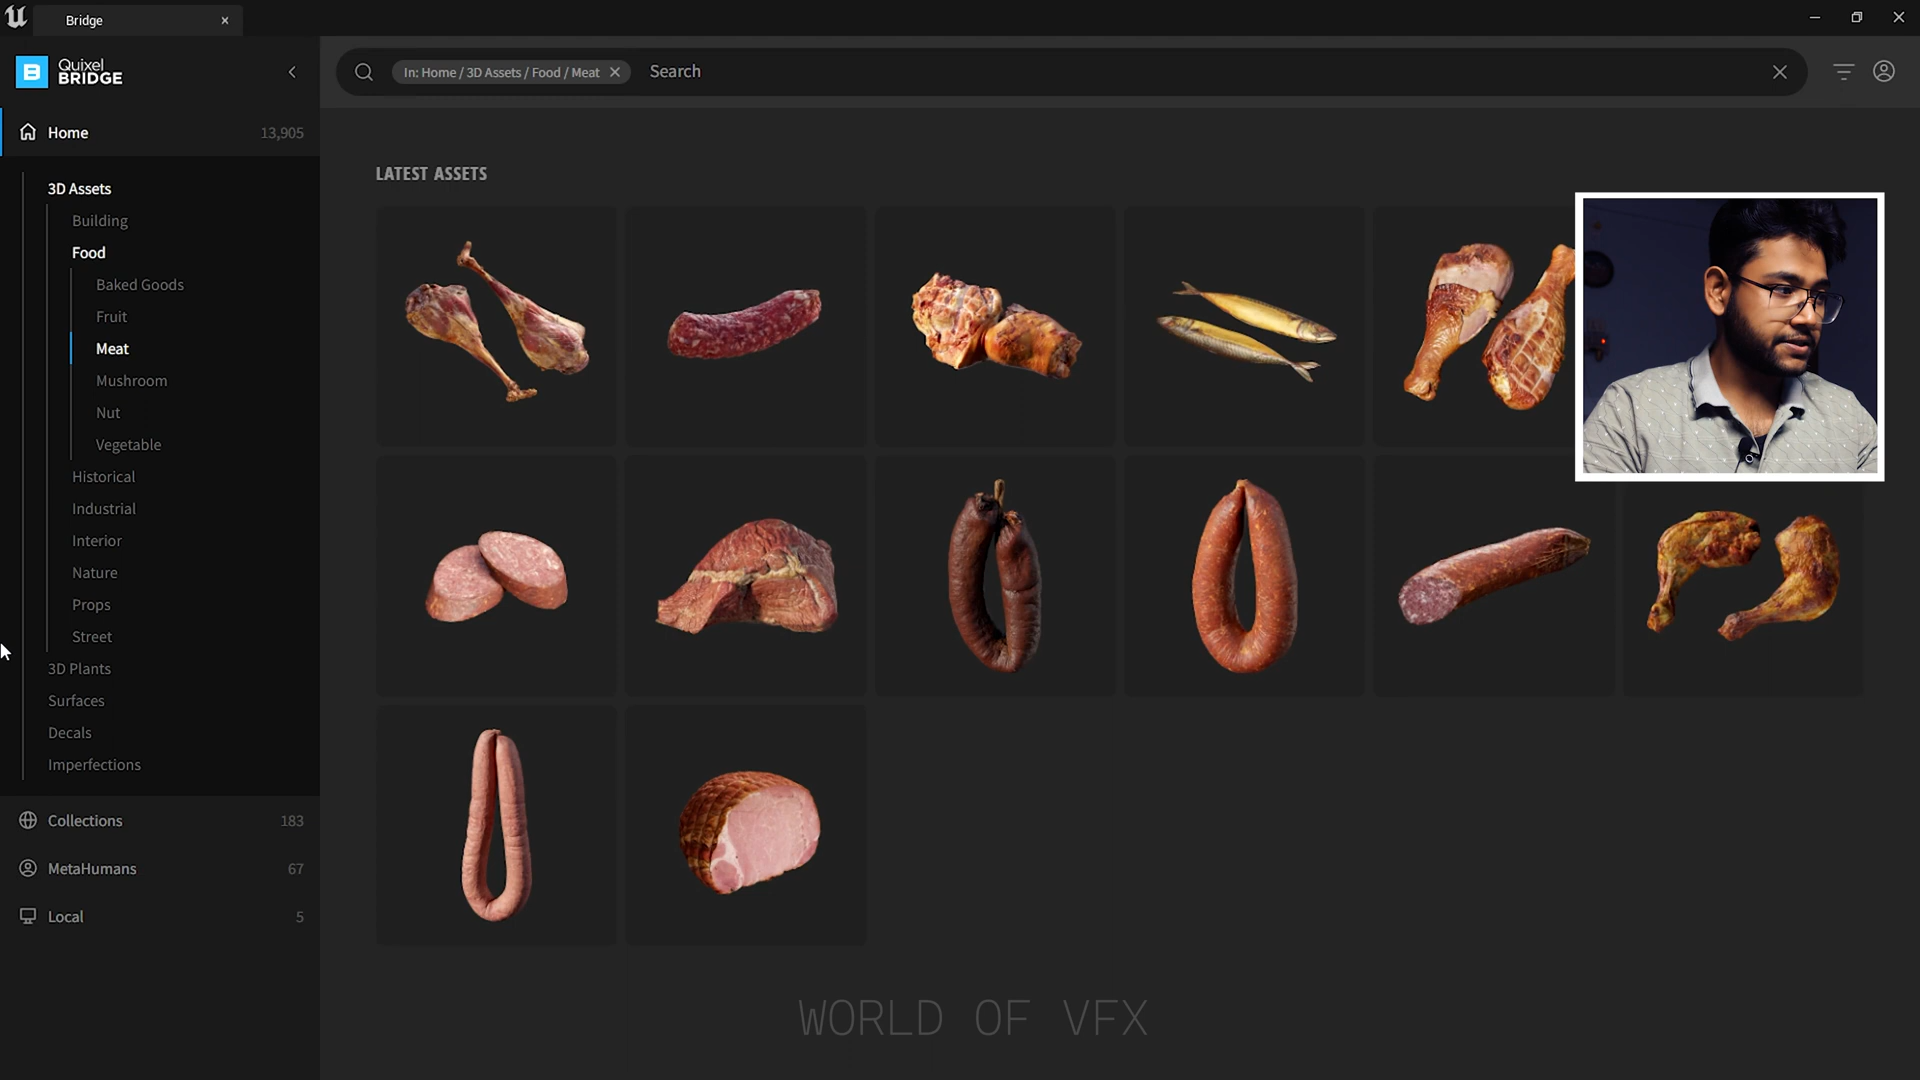 Bridge
Quixel
BRIDGE
In: Home / 3D Assets / Food / Meat
Search
Home 13,905
3D Assets
Building
Food
Baked Goods
Fruit
Meat
Mushroom
Nut
Vegetable
Historical
Industrial
Interior
Nature
Props
Street
3D Plants
Surfaces
Decals
Imperfections
Collections 183
MetaHumans 67
Local 5
LATEST ASSETS
WORLD OF VFX